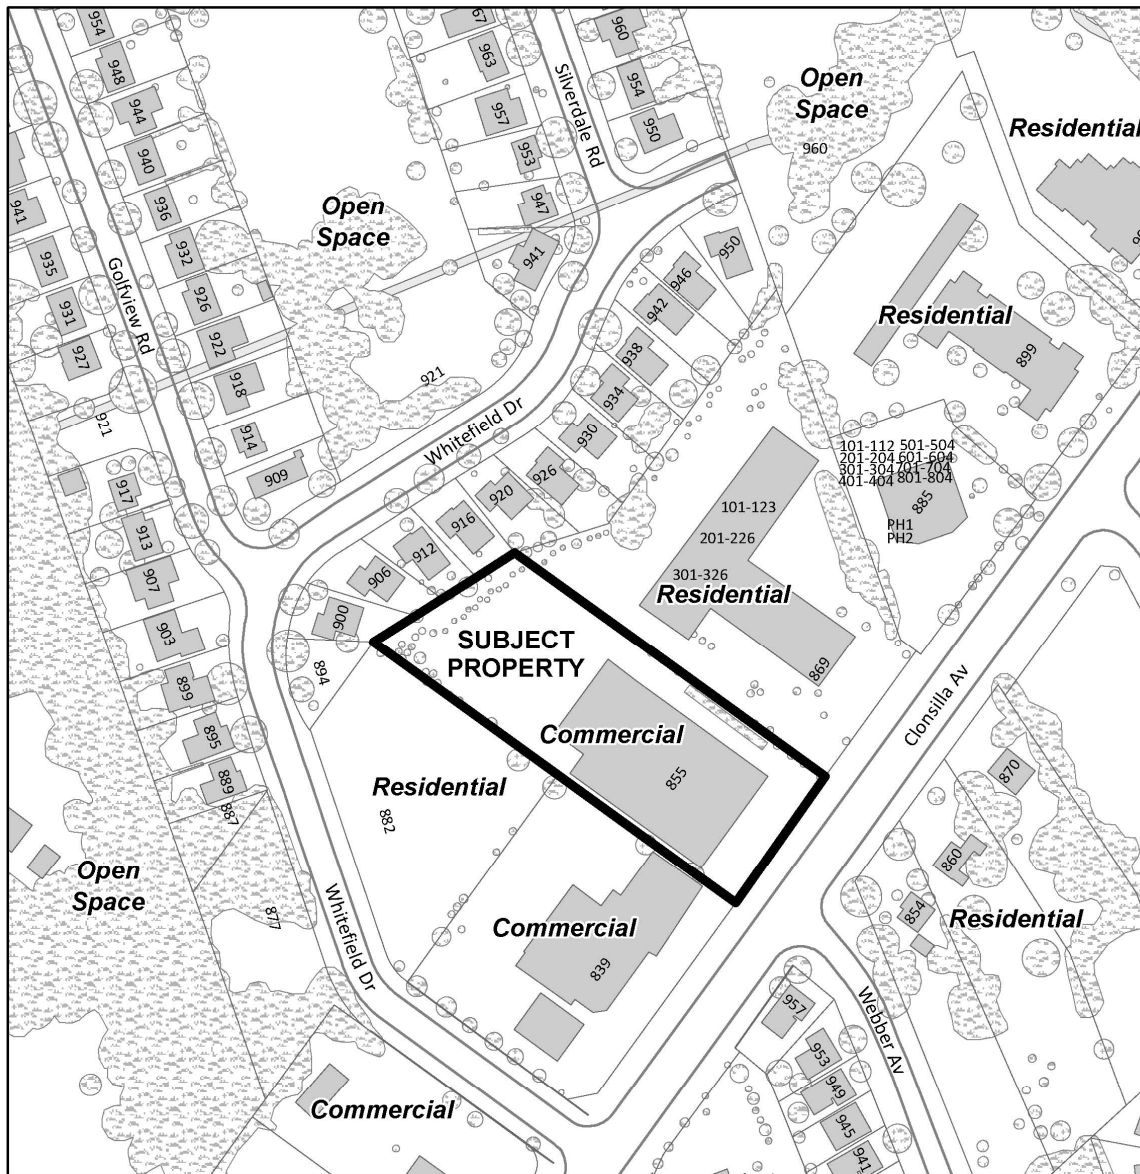 954
948
944
940
936
932
926
922
918
914
909
941
935
931
927
921
917
913
907
903
899
895
889
887
877
Golfview Rd
Open
Space
967
963
957
953
947
941
Silverdale Rd
960
954
950
Open
Space
960
Residential
950
946
942
938
934
930
926
920
916
912
906
900
894
921
Whitefield Dr
Residential
899
101-112 501-504
201-204 601-604
301-304 701-704
401-404 801-804
885
PH1
PH2
101-123
201-226
301-326
Residential
869
SUBJECT
PROPERTY
Commercial
855
Clonsilla Av
Residential
882
Open
Space
Whitefield Dr
Commercial
839
870
860
854
Residential
Webber Av
957
953
949
945
941
Commercial